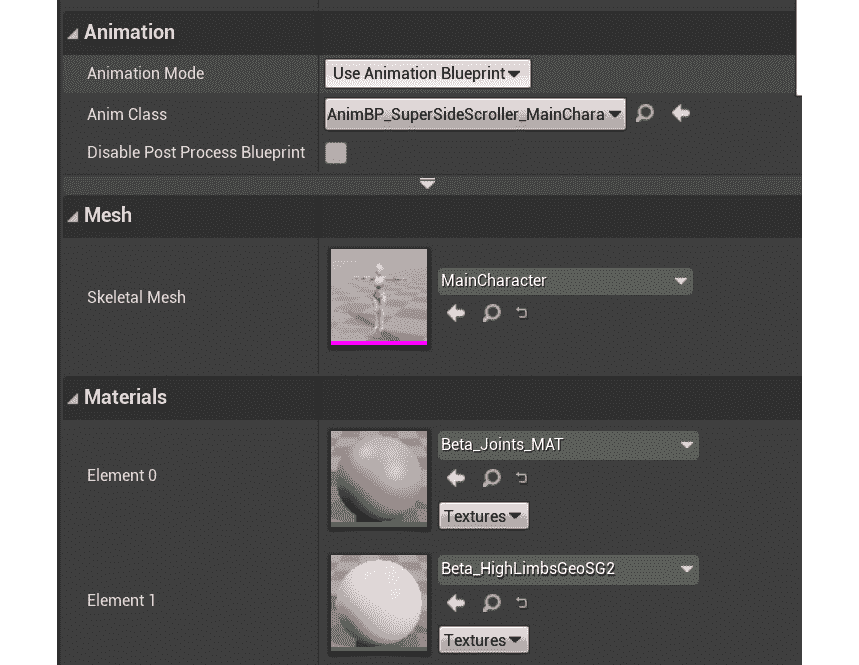 Animation
Animation Mode
Use Animation Blueprint
Anim Class
AnimBP_SuperSideScroller_MainChara
Disable Post Process Blueprint
Mesh
Skeletal Mesh
MainCharacter
Materials
Element 0
Beta_Joints_MAT
Textures
Element 1
Beta_HighLimbsGeoSG2
Textures